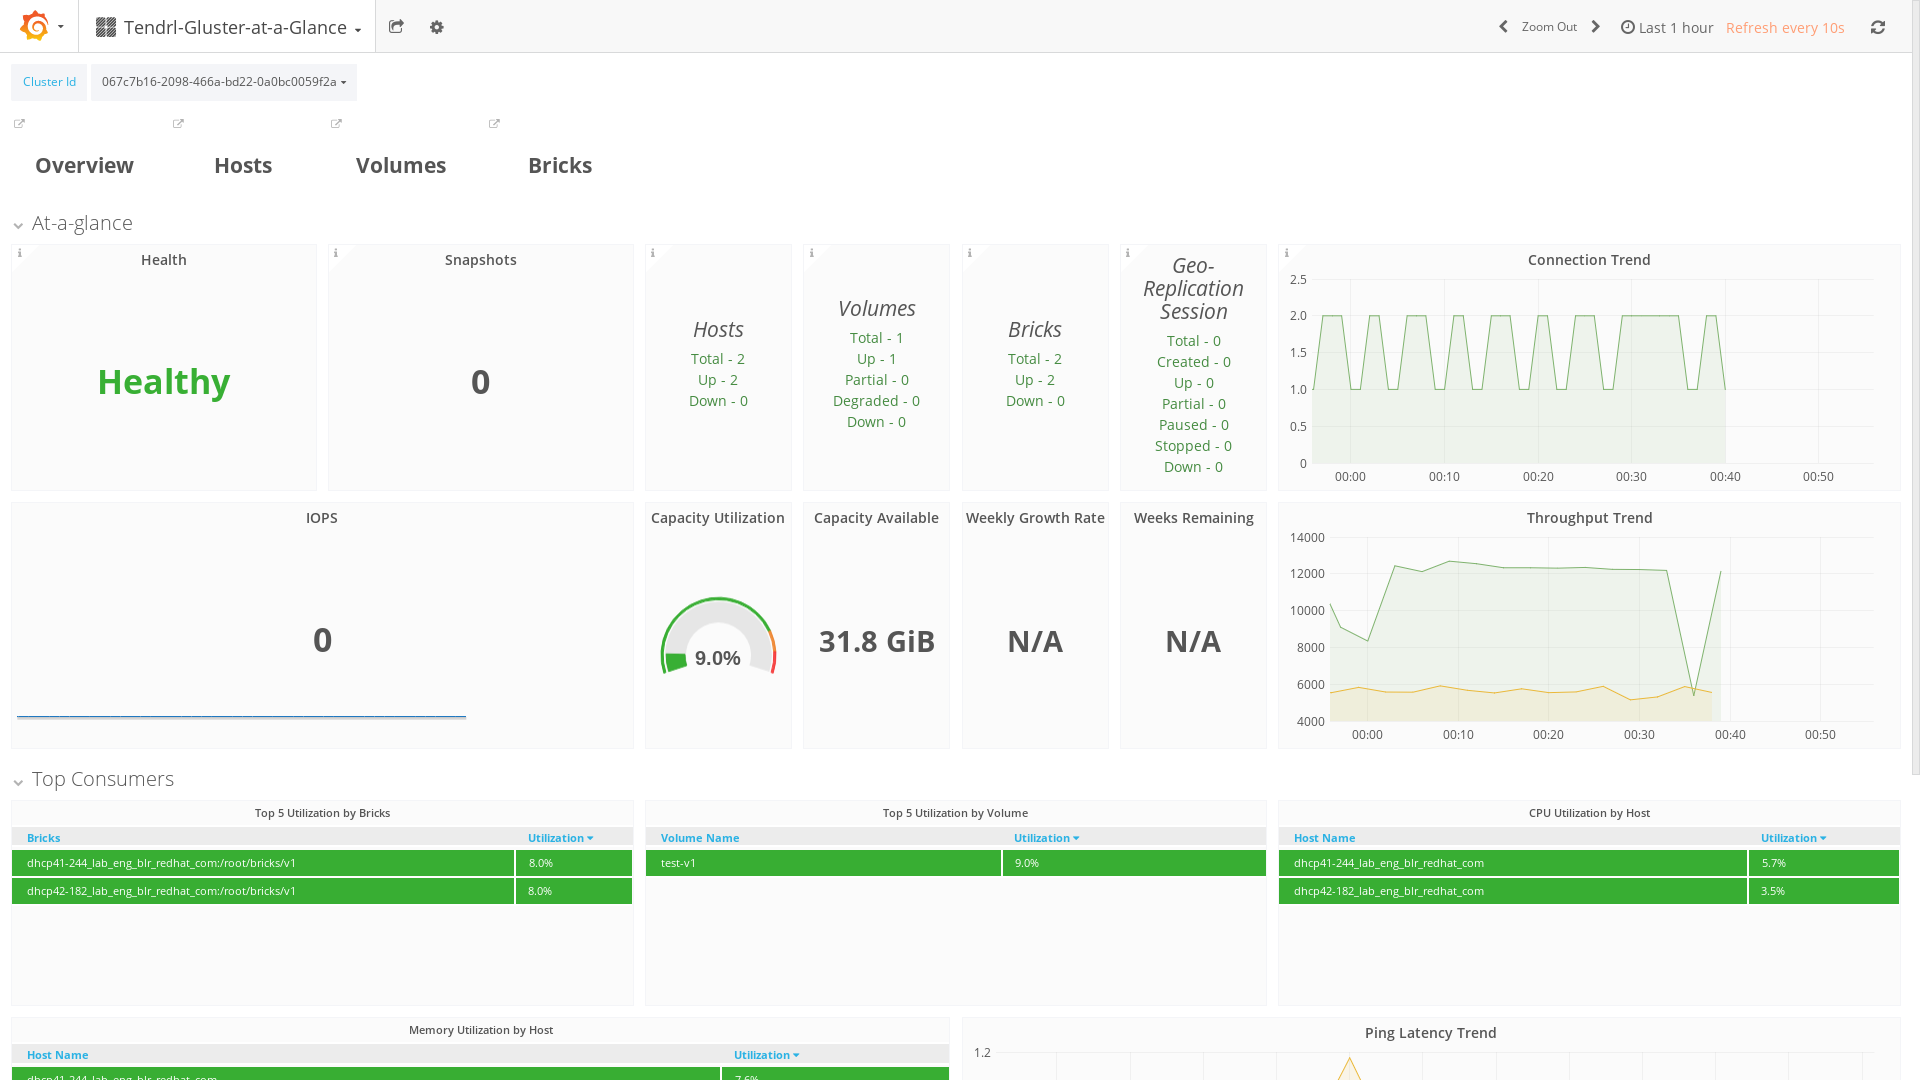 Tendrl-Gluster-at-a-Glance
Zoom Out
Last 1 hour
Refresh every 10s
Cluster Id
067c7b16-2098-466a-bd22-0a0bc0059f2a
Overview
Hosts
Volumes
Bricks
At-a-glance
Health
Healthy
Snapshots
0
Hosts
Total - 2
Up - 2
Down - 0
Volumes
Total - 1
Up - 1
Partial - 0
Degraded - 0
Down - 0
Bricks
Total - 2
Up - 2
Down - 0
Geo-
Replication
Session
Total - 0
Created - 0
Up - 0
Partial - 0
Paused - 0
Stopped - 0
Down - 0
Connection Trend
2.5
2.0
1.5
1.0
0.5
0
00:00 00:10 00:20 00:30 00:40 00:50
IOPS
0
Capacity Utilization
9.0%
Capacity Available
31.8 GiB
Weekly Growth Rate
N/A
Weeks Remaining
N/A
Throughput Trend
14000
12000
10000
8000
6000
4000
00:00 00:10 00:20 00:30 00:40 00:50
Top Consumers
Top 5 Utilization by Bricks
Bricks Utilization
dhcp41-244_lab_eng_blr_redhat_com:/root/bricks/v1 8.0%
dhcp42-182_lab_eng_blr_redhat_com:/root/bricks/v1 8.0%
Top 5 Utilization by Volume
Volume Name Utilization
test-v1 9.0%
CPU Utilization by Host
Host Name Utilization
dhcp41-244_lab_eng_blr_redhat_com 5.7%
dhcp42-182_lab_eng_blr_redhat_com 3.5%
Memory Utilization by Host
Host Name Utilization
dhcp41-244_lab_eng_blr_redhat_com 7.6%
Ping Latency Trend
1.2